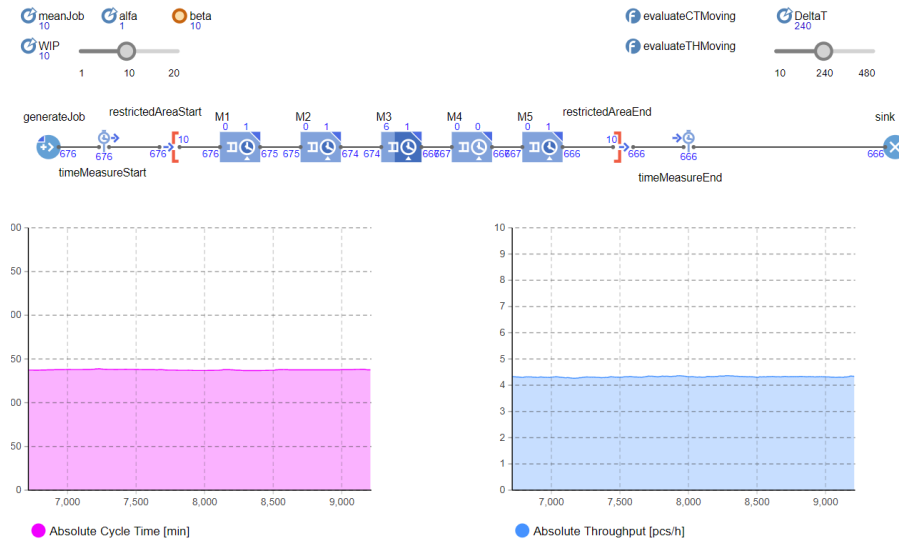 meanJob
10
alfa
1
beta
10
evaluateCTMoving
DeltaT
240
WIP
10
evaluateTHMoving
1 10 20
10 240 480
generateJob
restrictedAreaStart
M1
M2
M3
M4
M5
restrictedAreaEnd
sink
0 1
0 1
6 1
0 0
0 1
10
10
676
676
676
676
675
675
674
674
666
666
666
666
timeMeasureStart
timeMeasureEnd
00
50
00
50
00
50
0
7,000 7,500 8,000 8,500 9,000
Absolute Cycle Time [min]
10
9
8
7
6
5
4
3
2
1
0
7,000 7,500 8,000 8,500 9,000
Absolute Throughput [pcs/h]